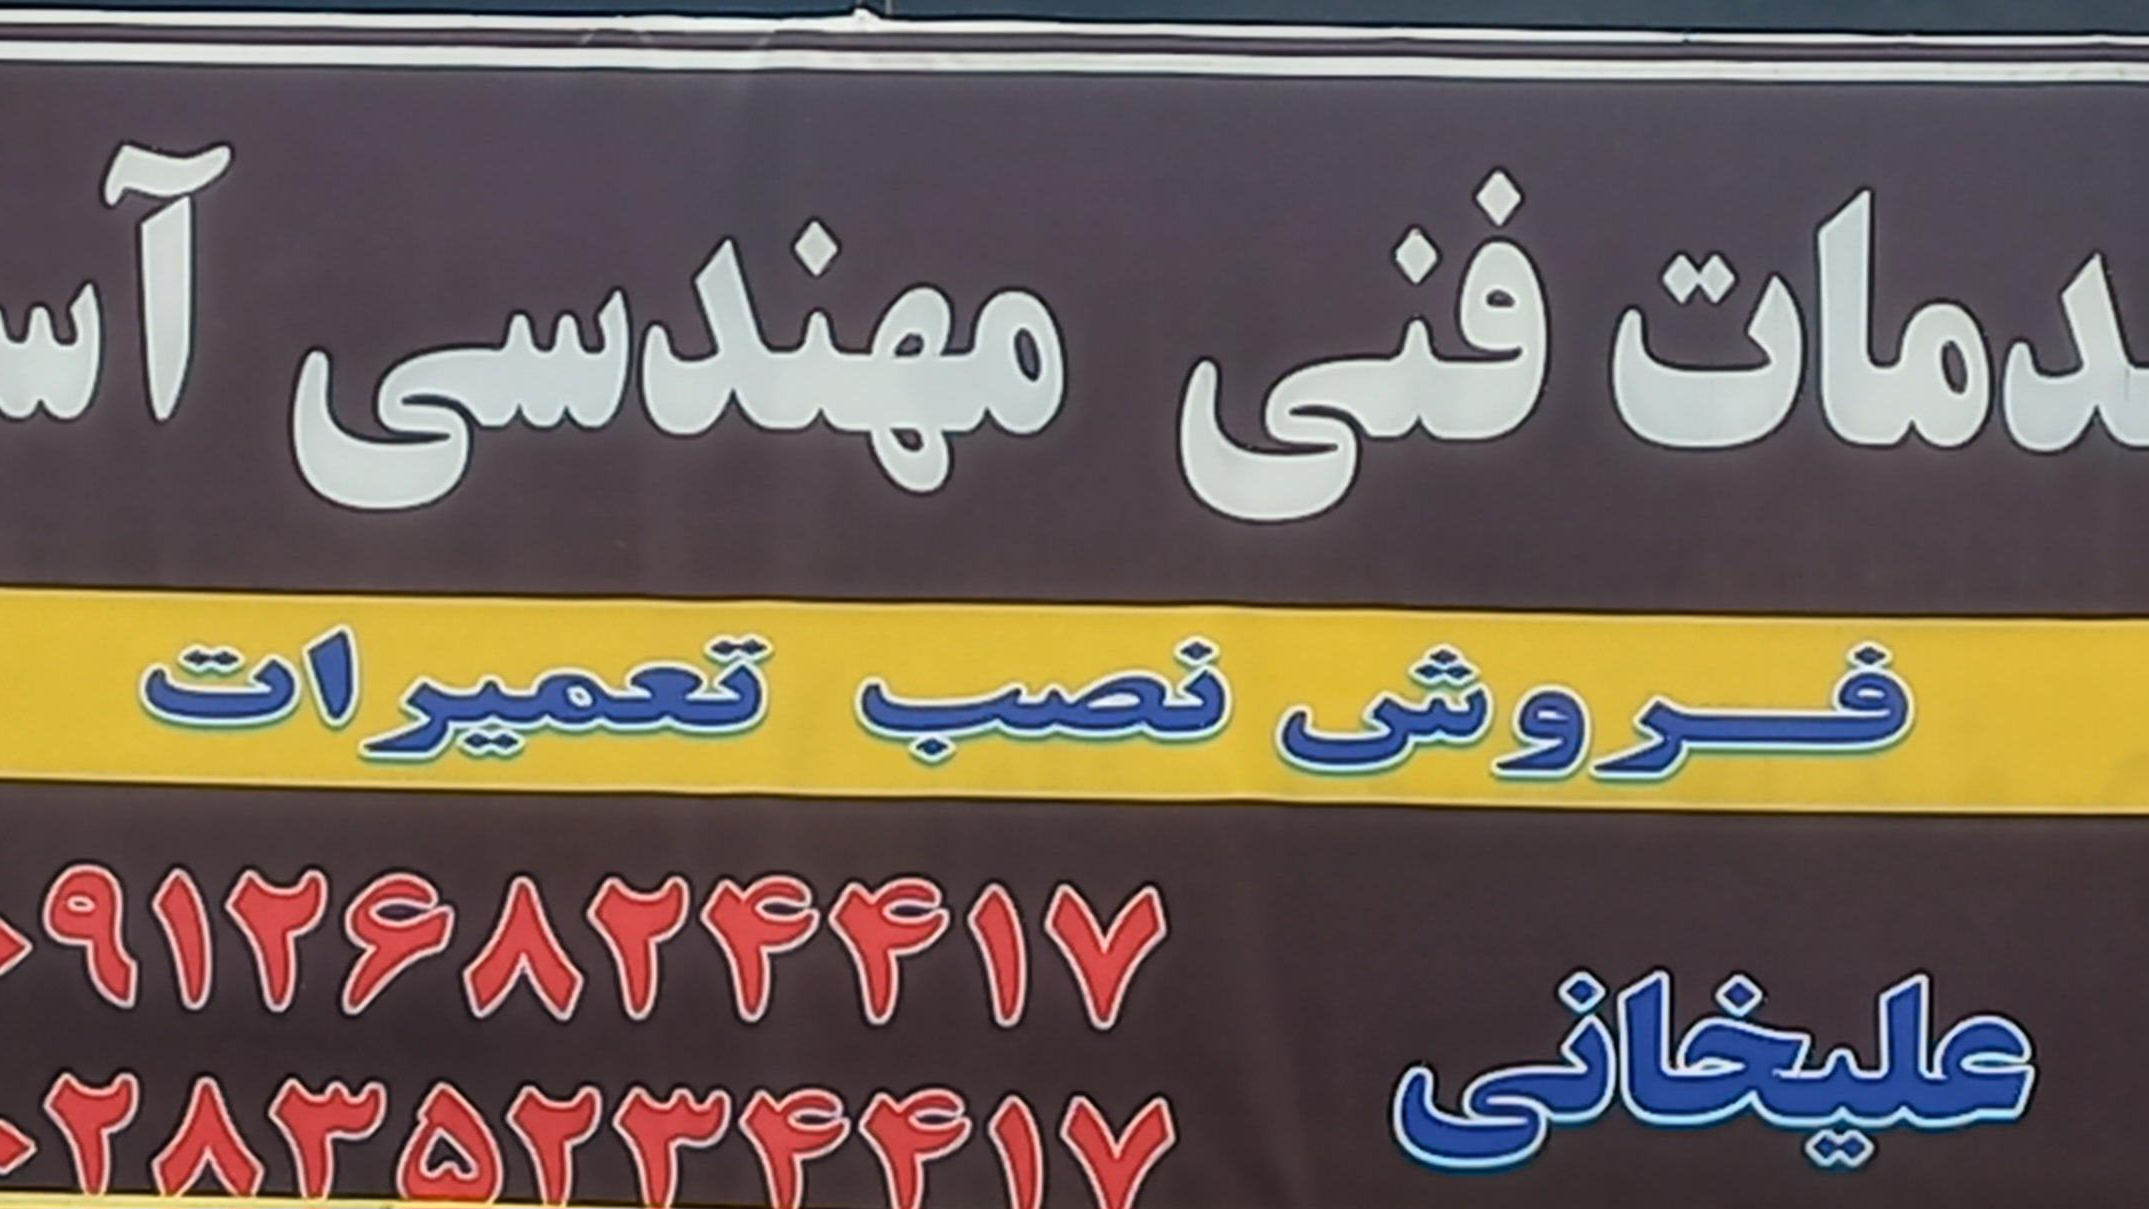 خدمات فنی مهندسی آس
فروش نصب تعمیرات
۰۹۱۲۶۸۲۴۴۱۷
علیخانی
۰۲۸۳۵۲۳۴۴۱۷